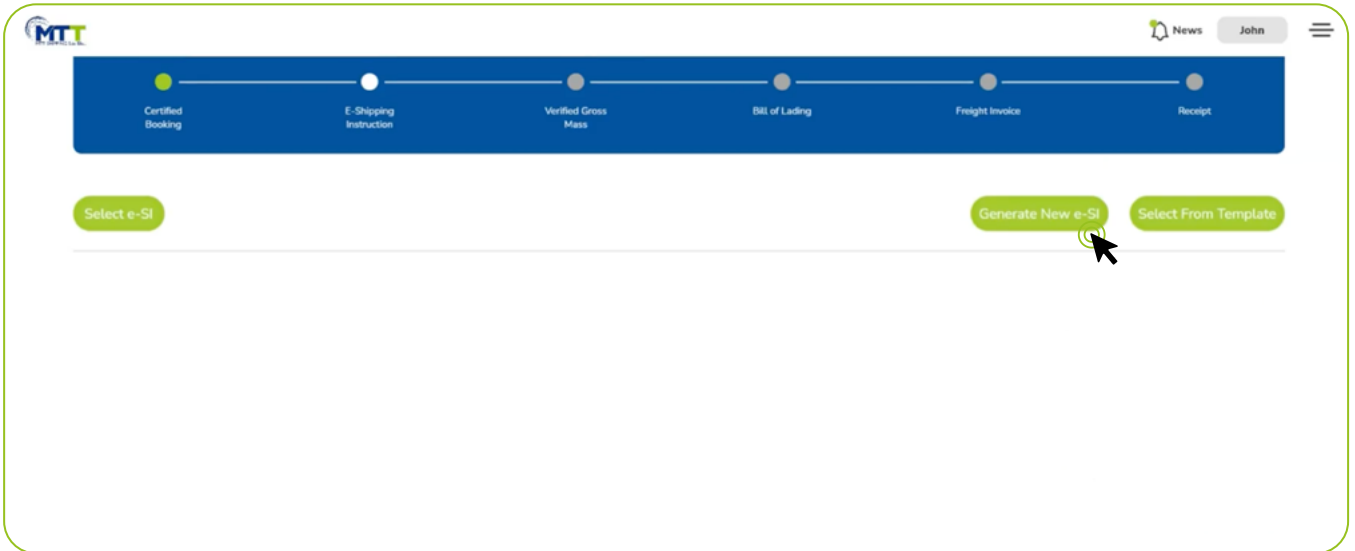 MTT
News
John
Certified
Booking
E-Shipping
Instruction
Verified Gross
Mass
Bill of Lading
Freight Invoice
Receipt
Select e-SI
Generate New e-SI
Select From Template